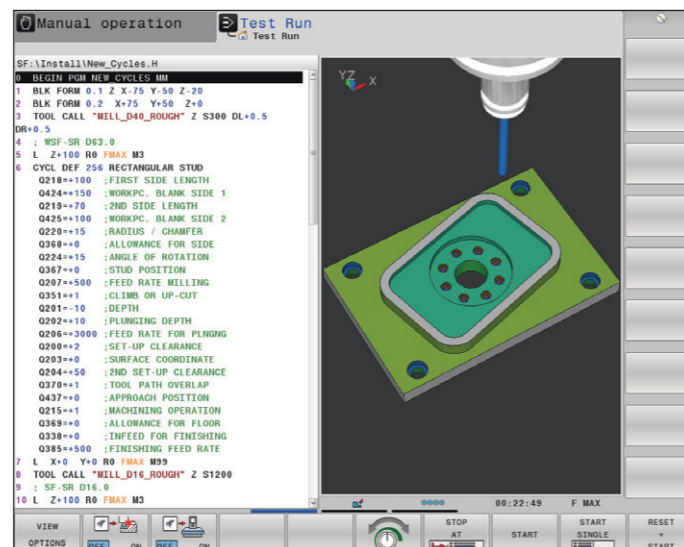 Manual operation
Test Run
Test Run
SF:\Install\New_Cycles.H
0 BEGIN PGM NEW_CYCLES MM
1 BLK FORM 0.1 Z X-75 Y-50 Z-20
2 BLK FORM 0.2 X+75 Y+50 Z+0
3 TOOL CALL "MILL_D40_ROUGH" Z S300 DL+0.5
DR+0.5
4 ; WSF-SR D63.0
5 L Z+100 R0 FMAX M3
6 CYCL DEF 256 RECTANGULAR STUD
Q218=+100 ;FIRST SIDE LENGTH
Q424=+150 ;WORKPC. BLANK SIDE 1
Q219=+70 ;2ND SIDE LENGTH
Q425=+100 ;WORKPC. BLANK SIDE 2
Q220=+15 ;RADIUS / CHAMFER
Q368=+0 ;ALLOWANCE FOR SIDE
Q224=+15 ;ANGLE OF ROTATION
Q367=+0 ;STUD POSITION
Q207=+500 ;FEED RATE MILLING
Q351=+1 ;CLIMB OR UP-CUT
Q201=-10 ;DEPTH
Q202=+10 ;PLUNGING DEPTH
Q206=+3000 ;FEED RATE FOR PLNGNG
Q200=+2 ;SET-UP CLEARANCE
Q203=+0 ;SURFACE COORDINATE
Q204=+50 ;2ND SET-UP CLEARANCE
Q370=+1 ;TOOL PATH OVERLAP
Q437=+0 ;APPROACH POSITION
Q215=+1 ;MACHINING OPERATION
Q369=+0 ;ALLOWANCE FOR FLOOR
Q338=+0 ;INFEED FOR FINISHING
Q385=+500 ;FINISHING FEED RATE
7 L X+0 Y+0 R0 FMAX M99
8 TOOL CALL "MILL_D16_ROUGH" Z S1200
9 ; SF-SR D16.0
10 L Z+100 R0 FMAX M3
YZ X
00:22:49 F MAX
VIEW
OPTIONS
OFF ON
OFF ON
STOP
AT
START
START
SINGLE
RESET
+
START